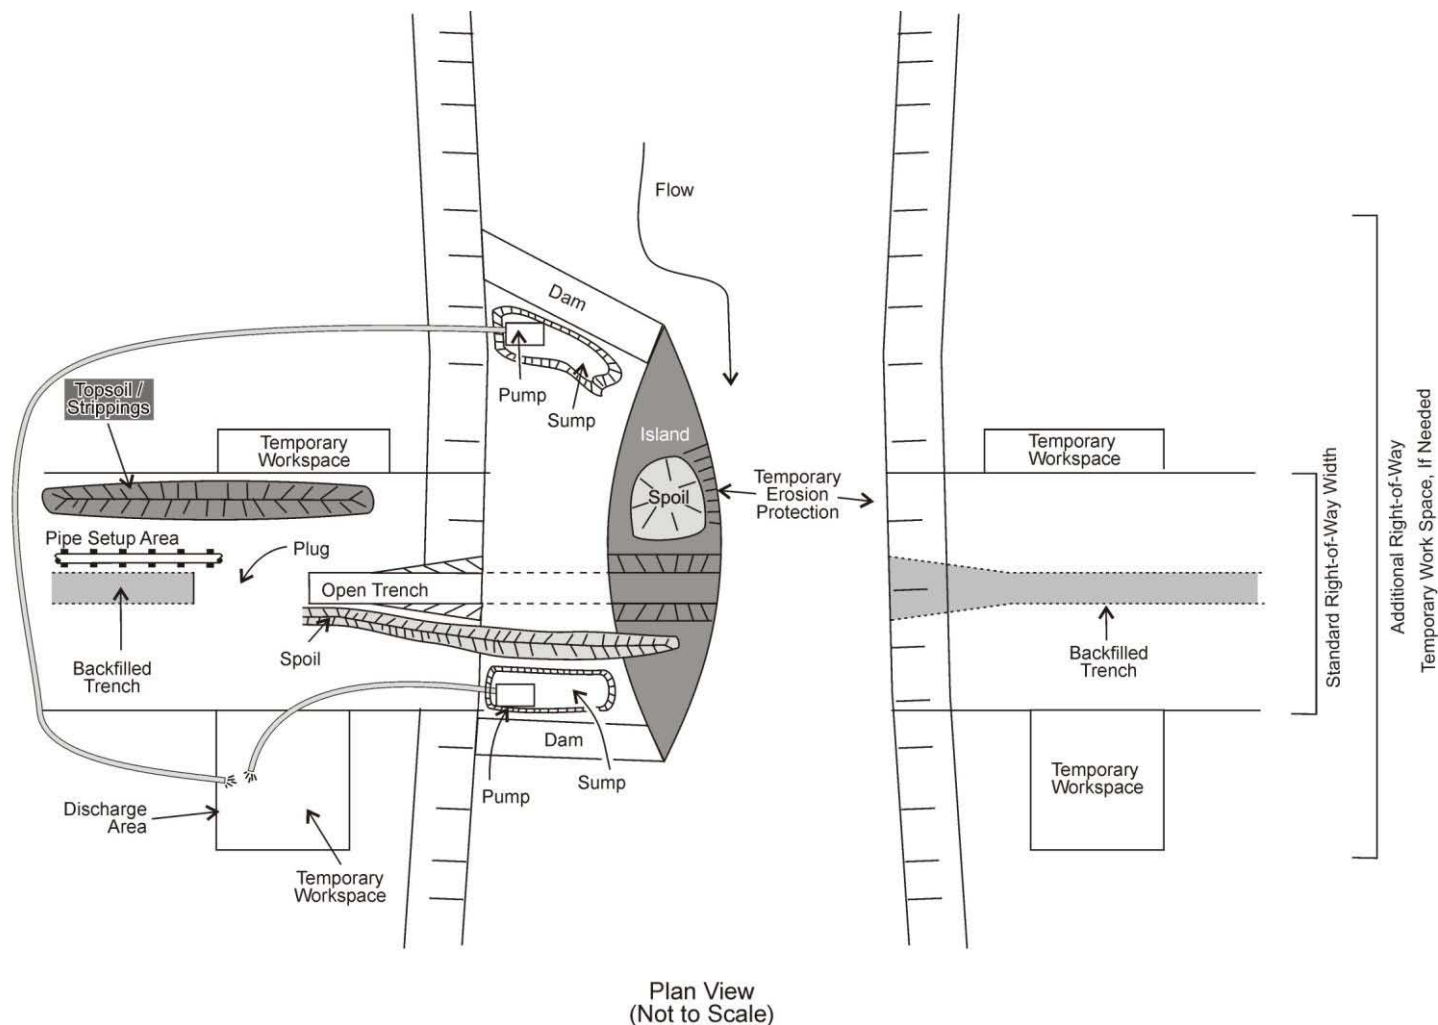 Flow
Dam
Pump
Sump
Topsoil /
Strippings
Temporary
Workspace
Island
Spoil
Temporary
Erosion
Protection
Temporary
Workspace
Pipe Setup Area
Plug
Open Trench
Spoil
Backfilled
Trench
Backfilled
Trench
Standard Right-of-Way Width
Additional Right-of-Way
Temporary Work Space, If Needed
Dam
Pump
Sump
Discharge
Area
Temporary
Workspace
Temporary
Workspace
Plan View
(Not to Scale)